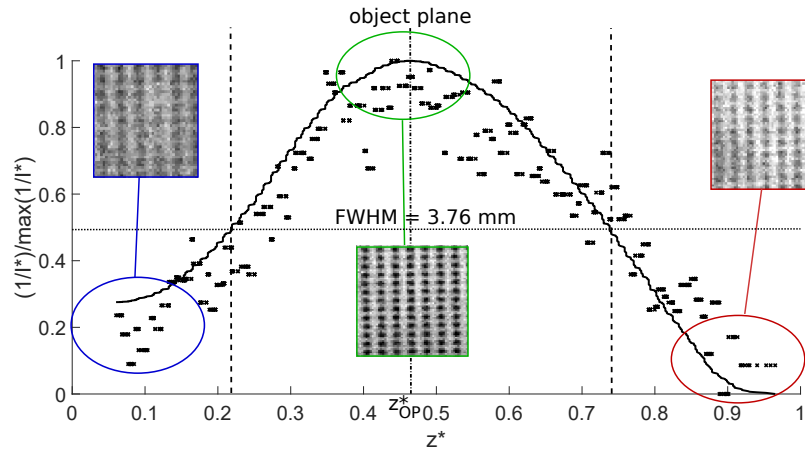 object plane
(1/I*)/max(1/I*)
1
0.8
0.6
0.4
0.2
0
FWHM = 3.76 mm
0 0.1 0.2 0.3 0.4 0.5 0.6 0.7 0.8 0.9 1
z*OP
z*